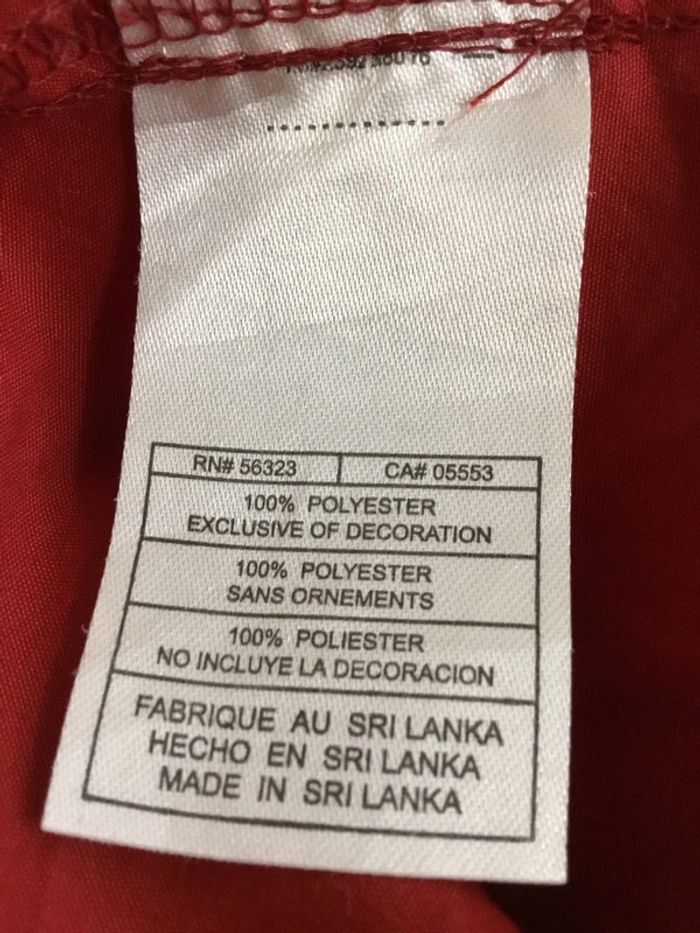 RN# 56323 CA# 05553
100% POLYESTER
EXCLUSIVE OF DECORATION
100% POLYESTER
SANS ORNEMENTS
100% POLIESTER
NO INCLUYE LA DECORACION
FABRIQUE AU SRI LANKA
HECHO EN SRI LANKA
MADE IN SRI LANKA